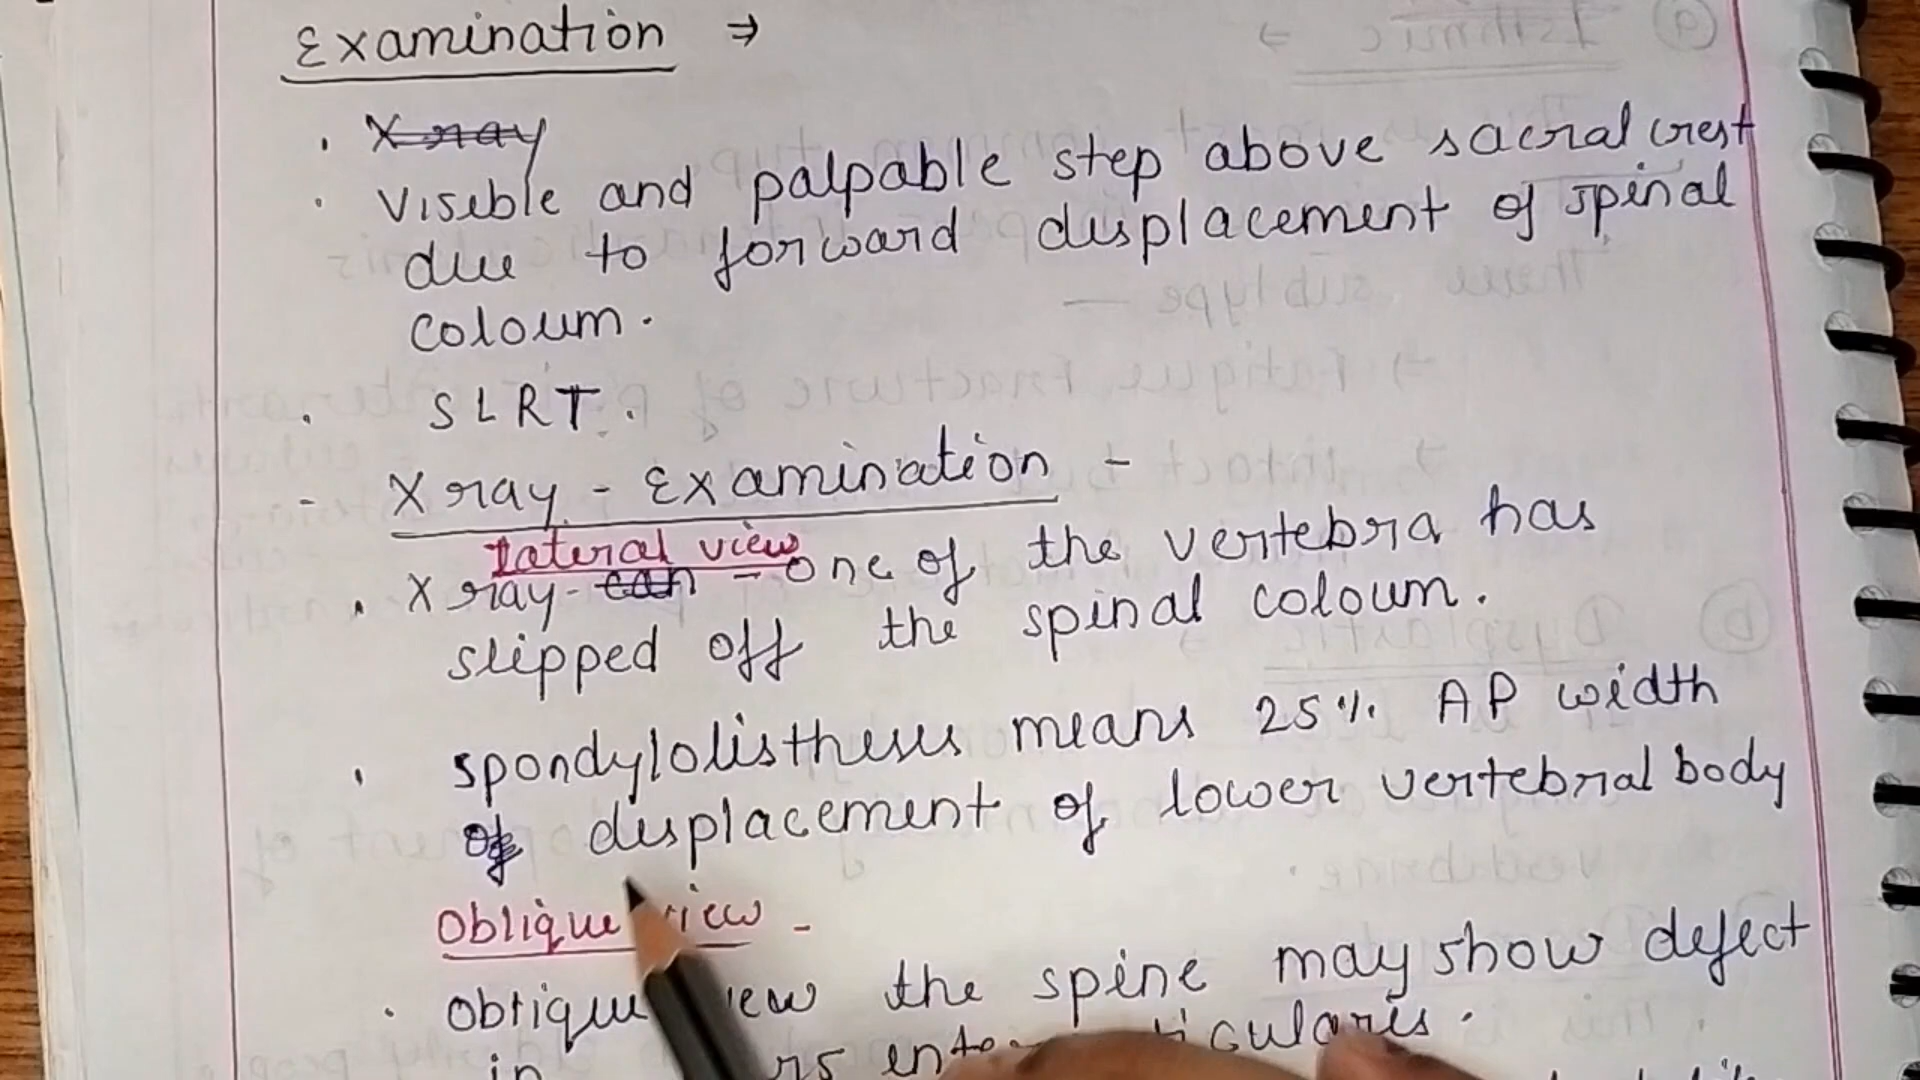 Examination ⇒
. X ray
. Visible and palpable step above sacral crest
due to forward displacement of spinal
coloum.
. SLRT.
- X ray - Examination -
lateral view
. X ray - can - one of the vertebra has
slipped off the spinal coloum.
. spondylolisthesis means 25% AP width
of displacement of lower vertebral body
Oblique view -
. oblique view the spine may show defect
in